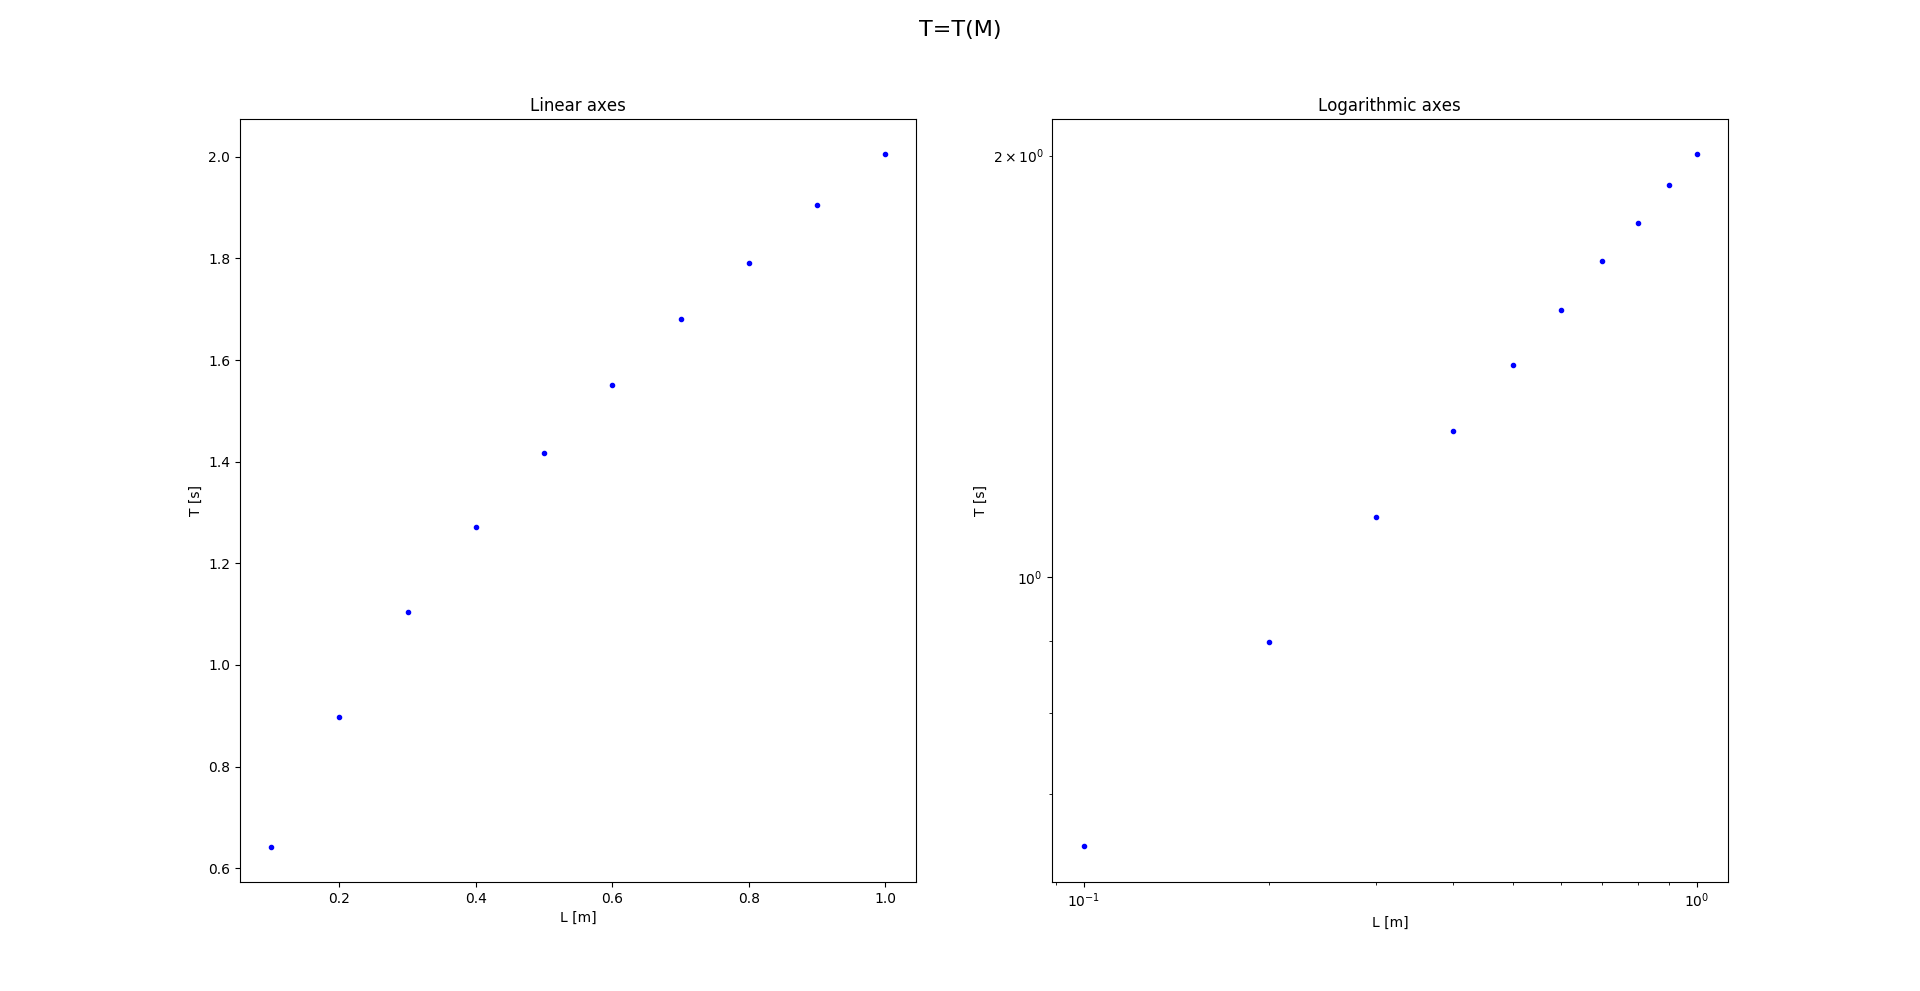 T=T(M)
Linear axes
2.0
1.8
1.6
1.4
1.2
1.0
0.8
0.6
T [s]
0.2 0.4 0.6 0.8 1.0
L [m]
Logarithmic axes
2 × 10⁰
10⁰
T [s]
10⁻¹ 10⁰
L [m]